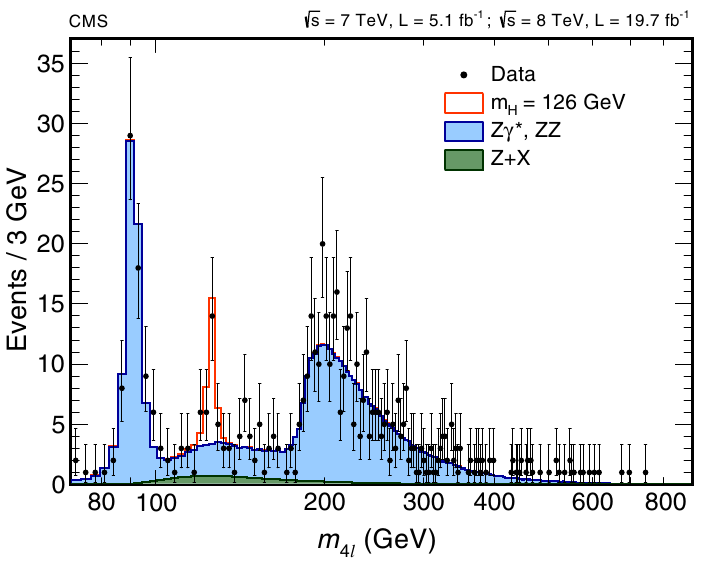 CMS √s = 7 TeV, L = 5.1 fb⁻¹ ; √s = 8 TeV, L = 19.7 fb⁻¹
Events / 3 GeV
35
30
25
20
15
10
5
0
Data
m_H = 126 GeV
Zγ*, ZZ
Z+X
80 100 200 300 400 600 800
m_4l (GeV)